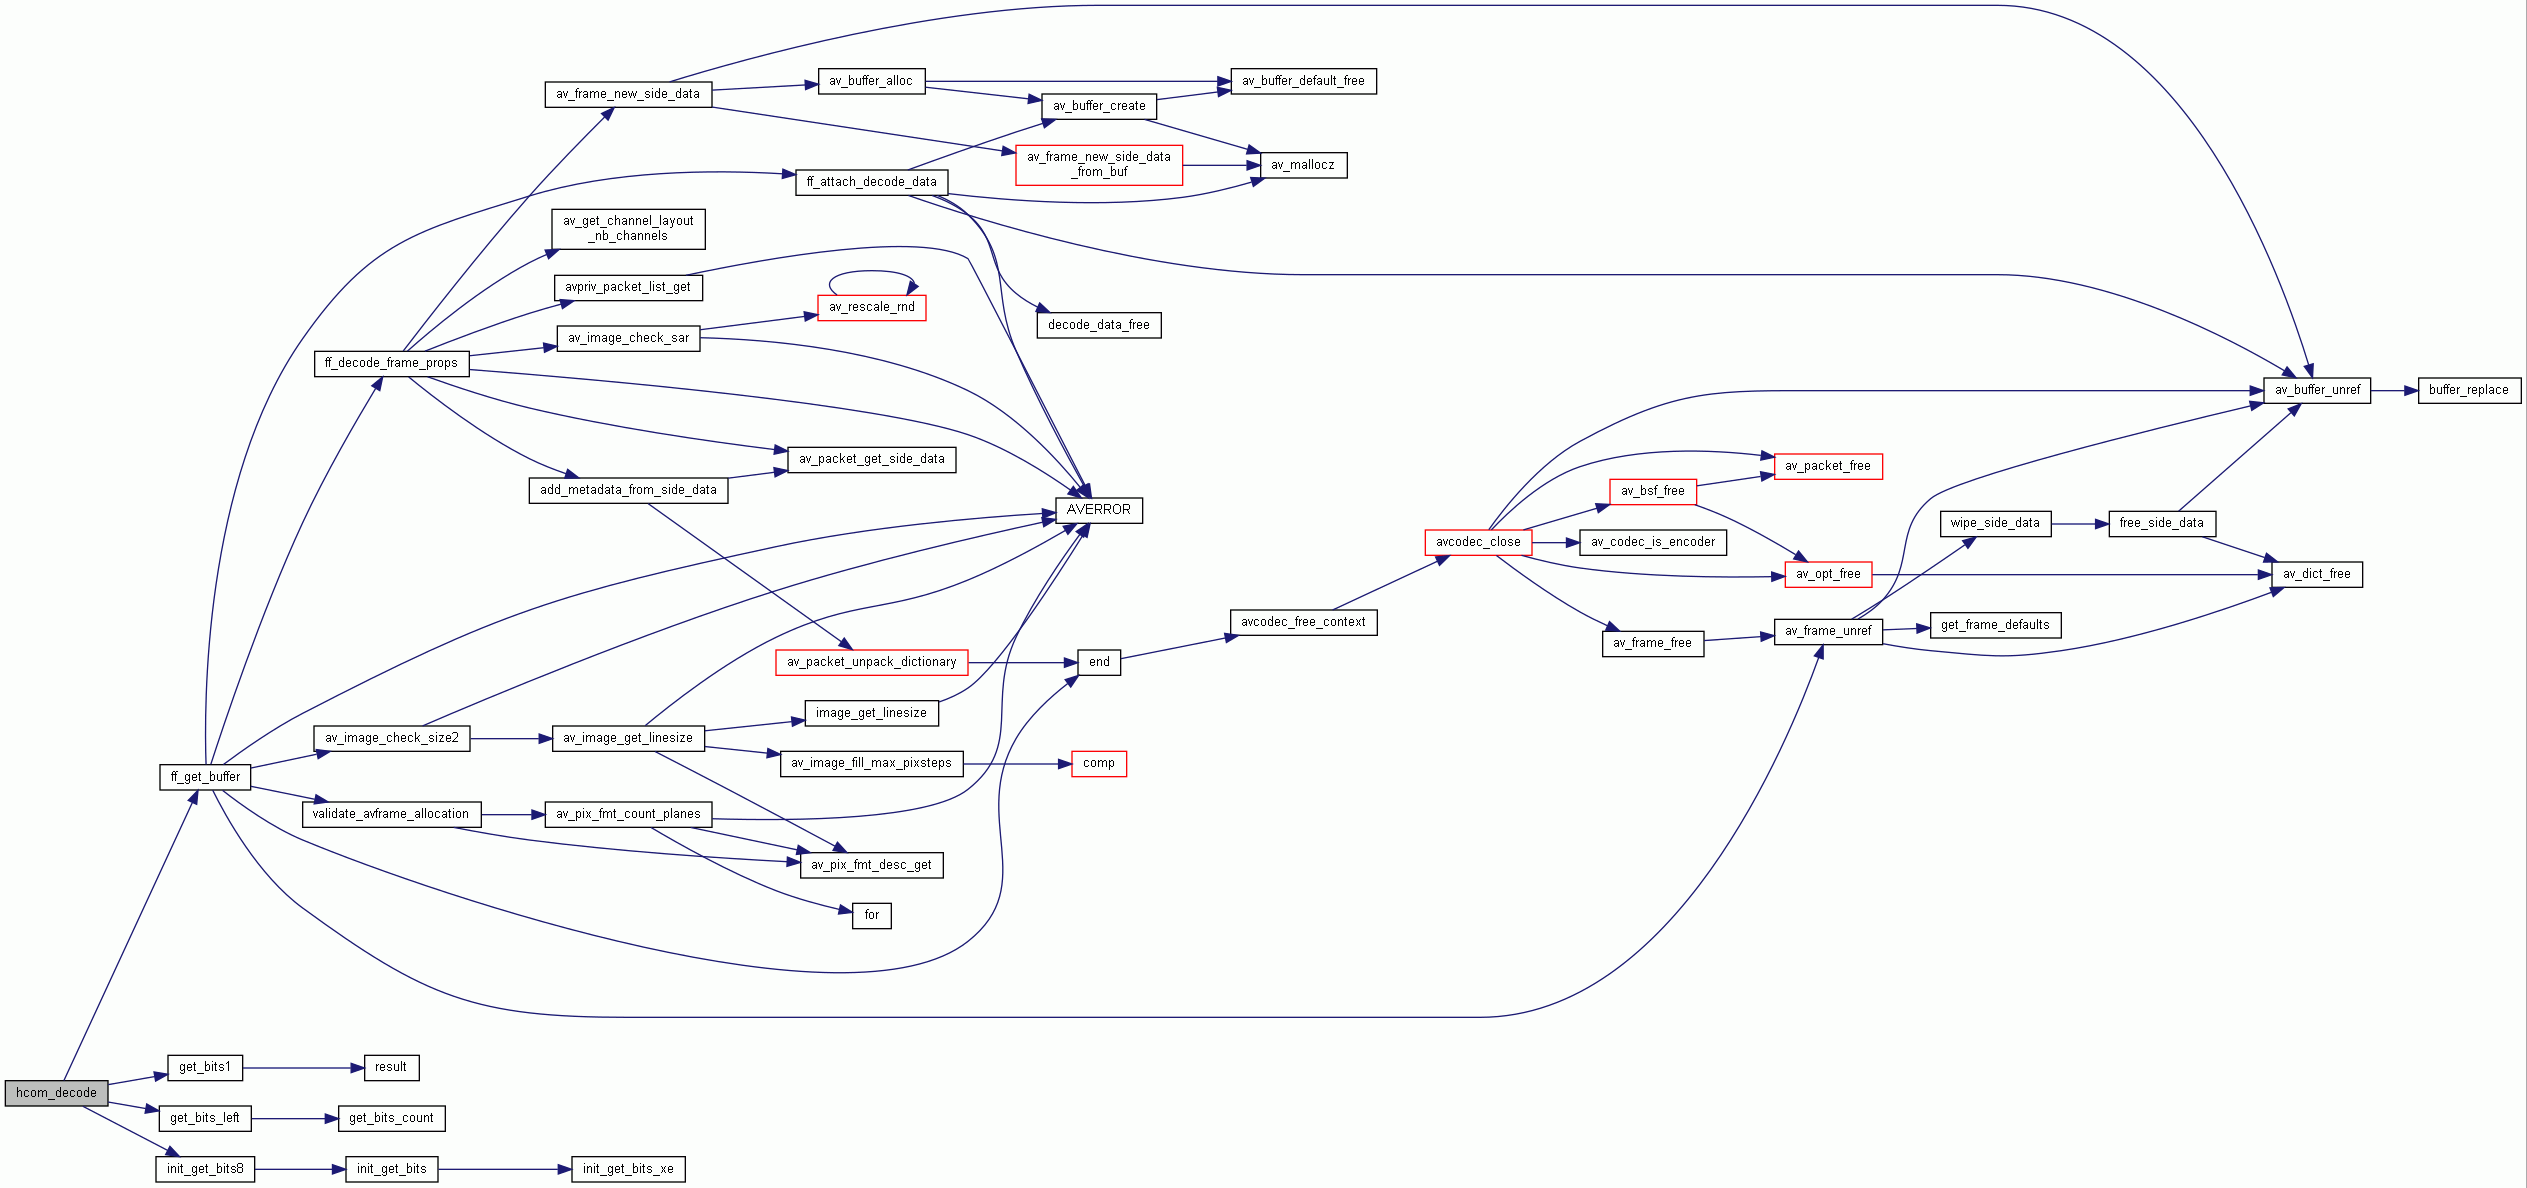 av_frame_new_side_data
av_buffer_alloc
av_buffer_default_free
av_buffer_create
av_frame_new_side_data
_from_buf
av_mallocz
ff_attach_decode_data
av_get_channel_layout
_nb_channels
avpriv_packet_list_get
av_rescale_rnd
decode_data_free
av_image_check_sar
ff_decode_frame_props
av_buffer_unref
buffer_replace
av_packet_get_side_data
av_packet_free
add_metadata_from_side_data
av_bsf_free
AVERROR
wipe_side_data
free_side_data
avcodec_close
av_codec_is_encoder
av_opt_free
av_dict_free
avcodec_free_context
get_frame_defaults
av_frame_unref
av_frame_free
av_packet_unpack_dictionary
end
image_get_linesize
av_image_check_size2
av_image_get_linesize
av_image_fill_max_pixsteps
comp
ff_get_buffer
validate_avframe_allocation
av_pix_fmt_count_planes
av_pix_fmt_desc_get
for
get_bits1
result
hcom_decode
get_bits_left
get_bits_count
init_get_bits8
init_get_bits
init_get_bits_xe